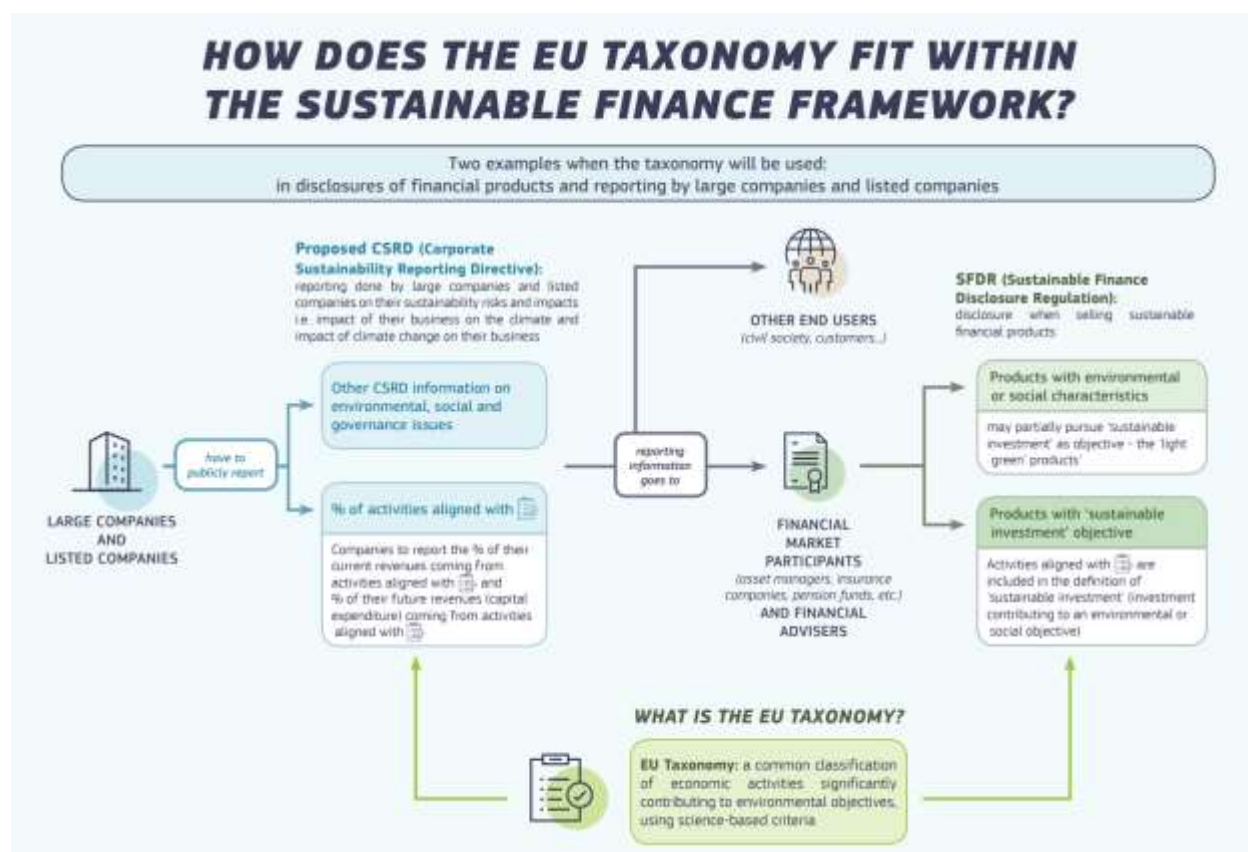 HOW DOES THE EU TAXONOMY FIT WITHIN
THE SUSTAINABLE FINANCE FRAMEWORK?
Two examples when the taxonomy will be used:
in disclosures of financial products and reporting by large companies and listed companies
Proposed CSRD (Corporate
Sustainability Reporting Directive):
reporting done by large companies and listed
companies on their sustainability risks and impacts
i.e. impact of their business on the climate and
impact of climate change on their business
OTHER END USERS
(civil society, customers...)
SFDR (Sustainable Finance
Disclosure Regulation):
disclosure when selling sustainable
financial products
LARGE COMPANIES
AND
LISTED COMPANIES
have to
publicly report
Other CSRD information on
environmental, social and
governance issues
% of activities aligned with
Companies to report the % of their
current revenues coming from
activities aligned with and
% of their future revenues (capital
expenditure) coming from activities
aligned with
reporting
information
goes to
FINANCIAL
MARKET
PARTICIPANTS
(asset managers, insurance
companies, pension funds, etc.)
AND FINANCIAL
ADVISERS
Products with environmental
or social characteristics
may partially pursue 'sustainable
investment' as objective - the 'light
green' products'
Products with 'sustainable
investment' objective
Activities aligned with are
included in the definition of
'sustainable investment' (investment
contributing to an environmental or
social objective)
WHAT IS THE EU TAXONOMY?
EU Taxonomy: a common classification
of economic activities significantly
contributing to environmental objectives,
using science-based criteria